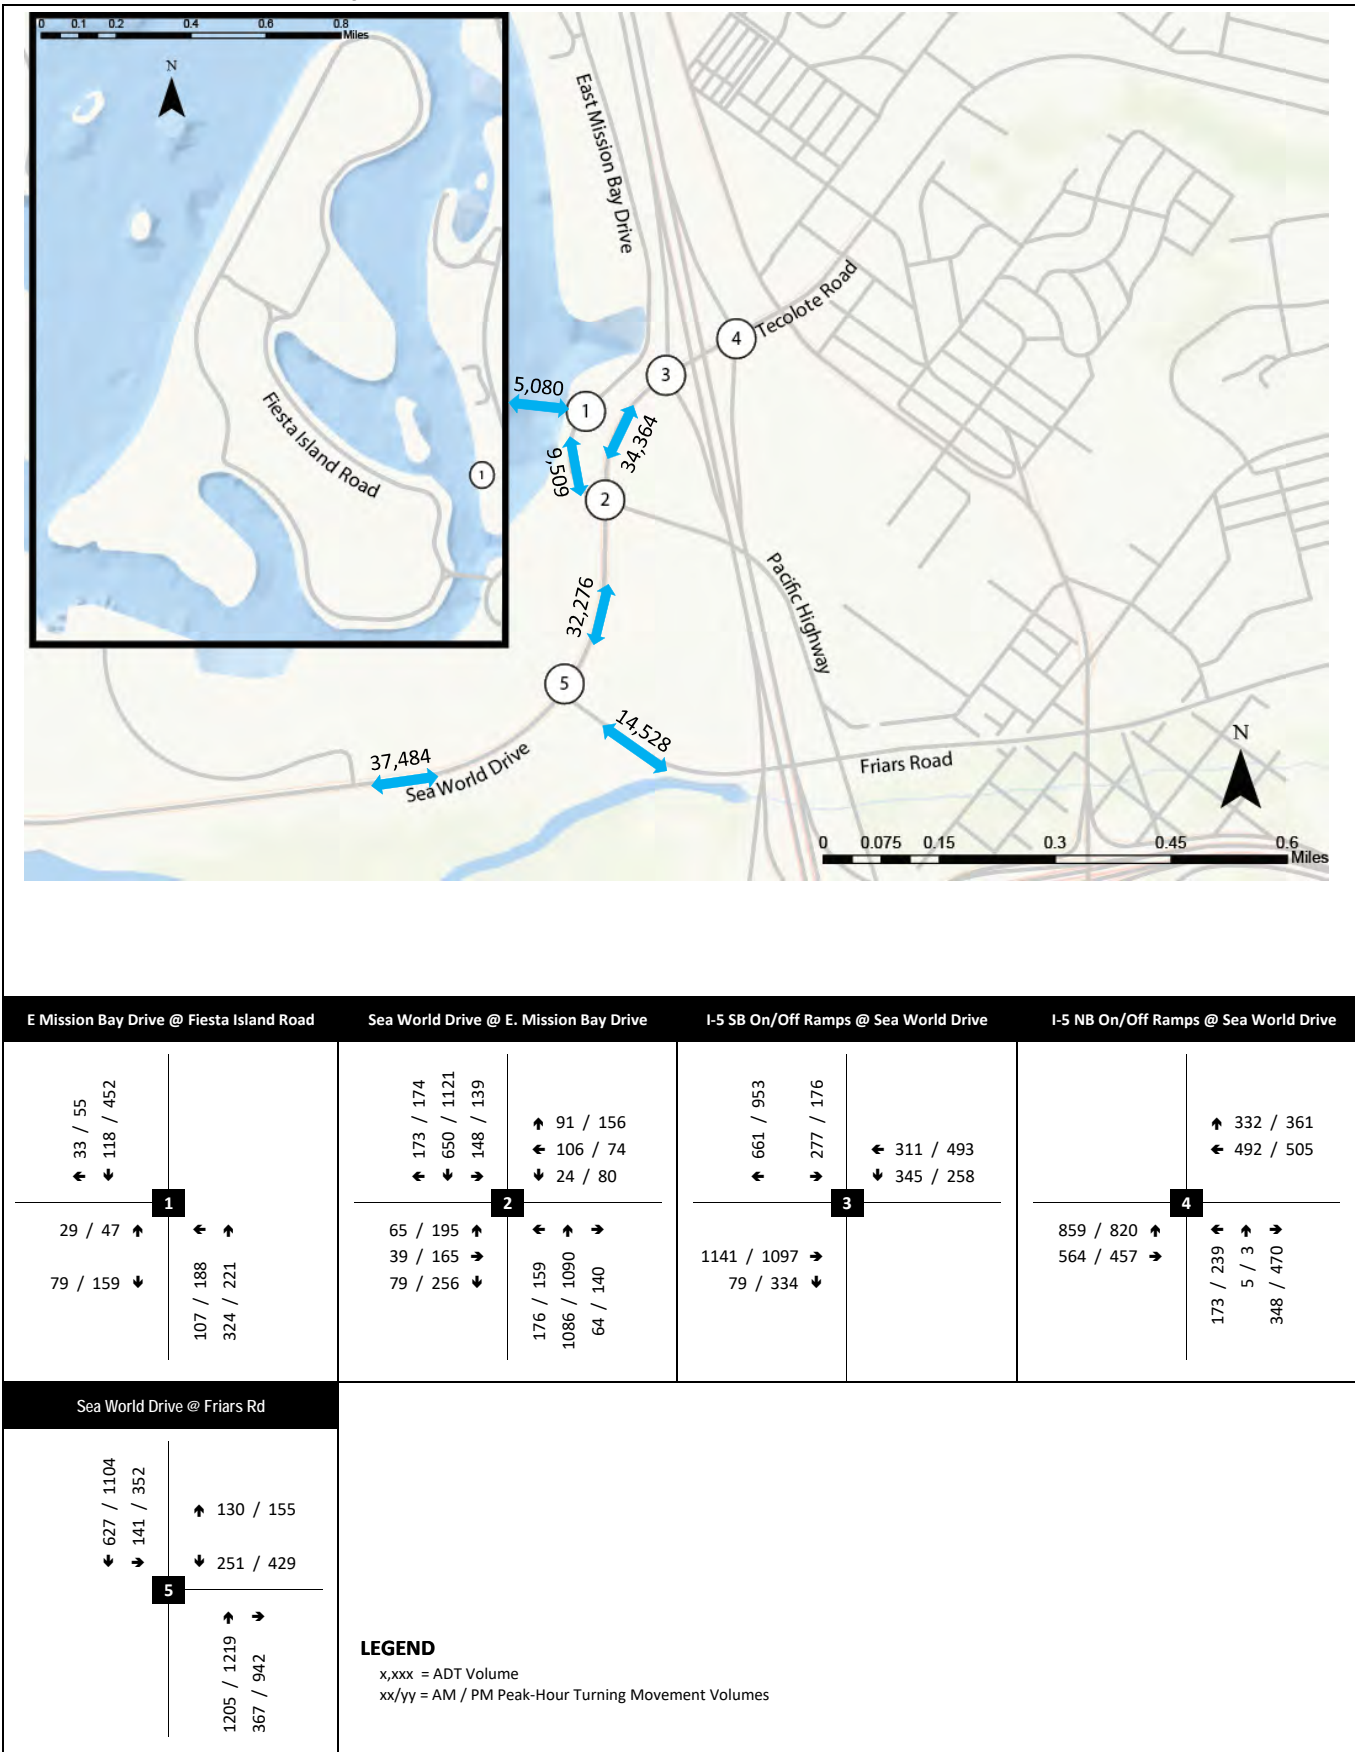 0 0.1 0.2 0.4 0.6 0.8
Miles
N
Fiesta Island Road
1
East Mission Bay Drive
Tecolote Road
4
3
5,080
1
34,364
9,509
2
Pacific Highway
32,276
5
14,528
37,484
Sea World Drive
Friars Road
N
0 0.075 0.15 0.3 0.45 0.6
Miles
E Mission Bay Drive @ Fiesta Island Road
33 / 55
118 / 452
1
29 / 47
79 / 159
107 / 188
324 / 221
Sea World Drive @ E. Mission Bay Drive
173 / 174
650 / 1121
148 / 139
91 / 156
106 / 74
24 / 80
2
65 / 195
39 / 165
79 / 256
176 / 159
1086 / 1090
64 / 140
I-5 SB On/Off Ramps @ Sea World Drive
661 / 953
277 / 176
311 / 493
345 / 258
3
1141 / 1097
79 / 334
I-5 NB On/Off Ramps @ Sea World Drive
332 / 361
492 / 505
4
859 / 820
564 / 457
173 / 239
5 / 3
348 / 470
Sea World Drive @ Friars Rd
627 / 1104
141 / 352
130 / 155
251 / 429
5
1205 / 1219
367 / 942
LEGEND
x,xxx = ADT Volume
xx/yy = AM / PM Peak-Hour Turning Movement Volumes